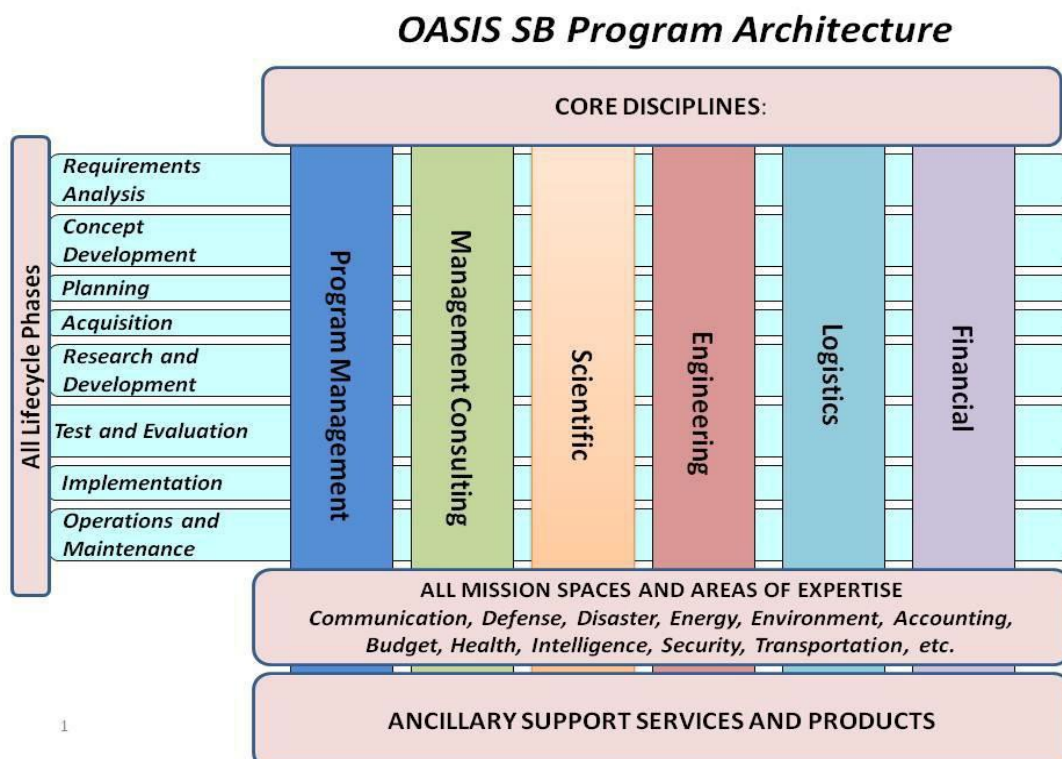 OASIS SB Program Architecture
CORE DISCIPLINES:
All Lifecycle Phases
Requirements
Analysis
Concept
Development
Planning
Acquisition
Research and
Development
Test and Evaluation
Implementation
Operations and
Maintenance
Program Management
Management Consulting
Scientific
Engineering
Logistics
Financial
ALL MISSION SPACES AND AREAS OF EXPERTISE
Communication, Defense, Disaster, Energy, Environment, Accounting,
Budget, Health, Intelligence, Security, Transportation, etc.
ANCILLARY SUPPORT SERVICES AND PRODUCTS
1